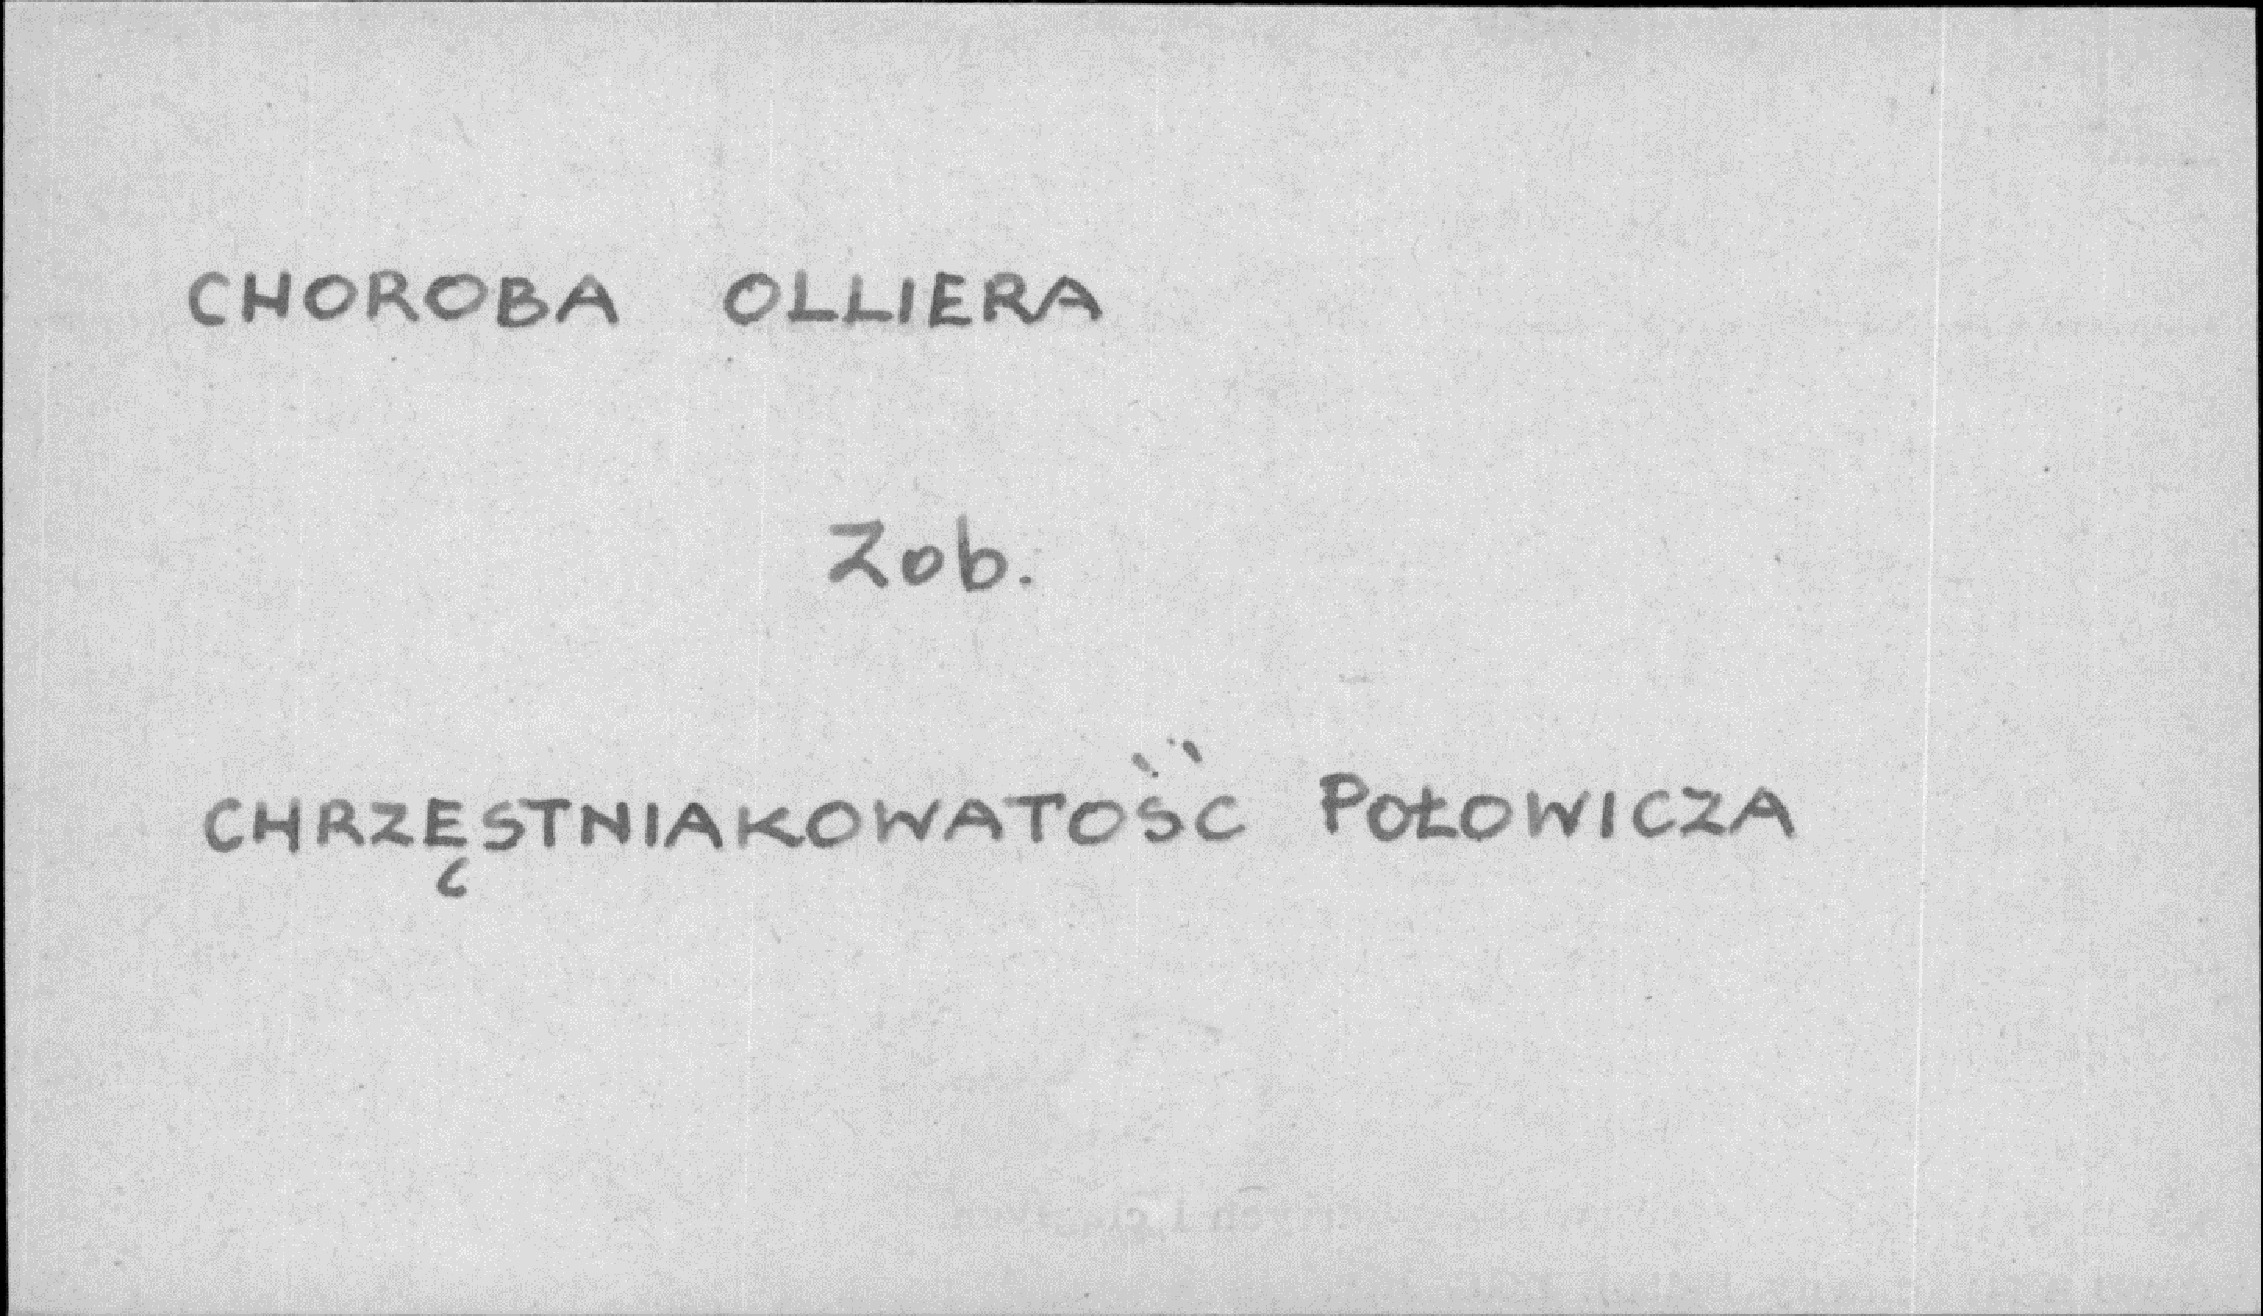 CHOROBA OLLIERA
Zob.
CHRZĘSTNIAKOWATOŚĆ POŁOWICZA